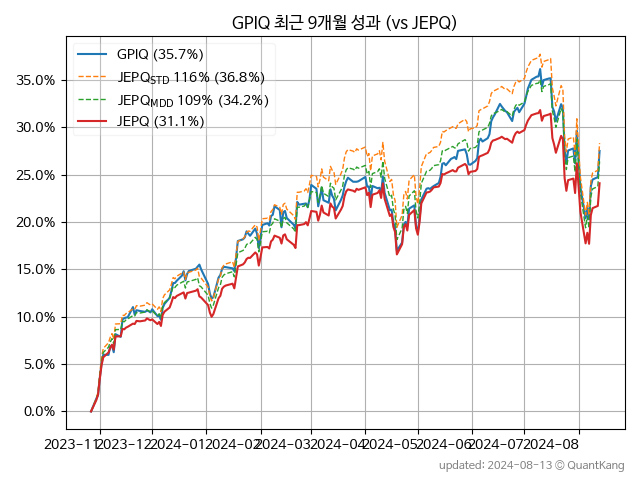 GPIQ 최근 9개월 성과 (vs JEPQ)
GPIQ (35.7%)
JEPQSTD 116% (36.8%)
JEPQMDD 109% (34.2%)
JEPQ (31.1%)
35.0%
30.0%
25.0%
20.0%
15.0%
10.0%
5.0%
0.0%
2023-11 2023-12 2024-01 2024-02 2024-03 2024-04 2024-05 2024-06 2024-07 2024-08
updated: 2024-08-13 © QuantKang